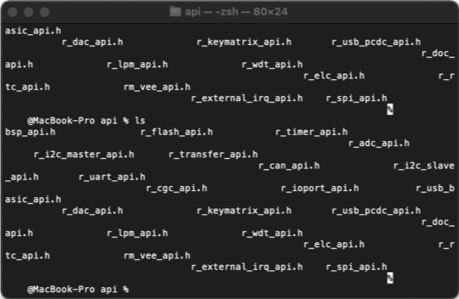 api — -zsh — 80×24
asic_api.h
r_dac_api.h r_keymatrix_api.h r_usb_pcdc_api.h
r_doc_
api.h r_lpm_api.h r_wdt_api.h
r_elc_api.h r_r
tc_api.h rm_vee_api.h
r_external_irq_api.h r_spi_api.h
%
@MacBook-Pro api % ls
bsp_api.h r_flash_api.h r_timer_api.h
r_adc_api.h
r_i2c_master_api.h r_transfer_api.h
r_can_api.h r_i2c_slave
_api.h r_uart_api.h
r_cgc_api.h r_ioport_api.h r_usb_b
asic_api.h
r_dac_api.h r_keymatrix_api.h r_usb_pcdc_api.h
r_doc_
api.h r_lpm_api.h r_wdt_api.h
r_elc_api.h r_r
tc_api.h rm_vee_api.h
r_external_irq_api.h r_spi_api.h
%
@MacBook-Pro api %